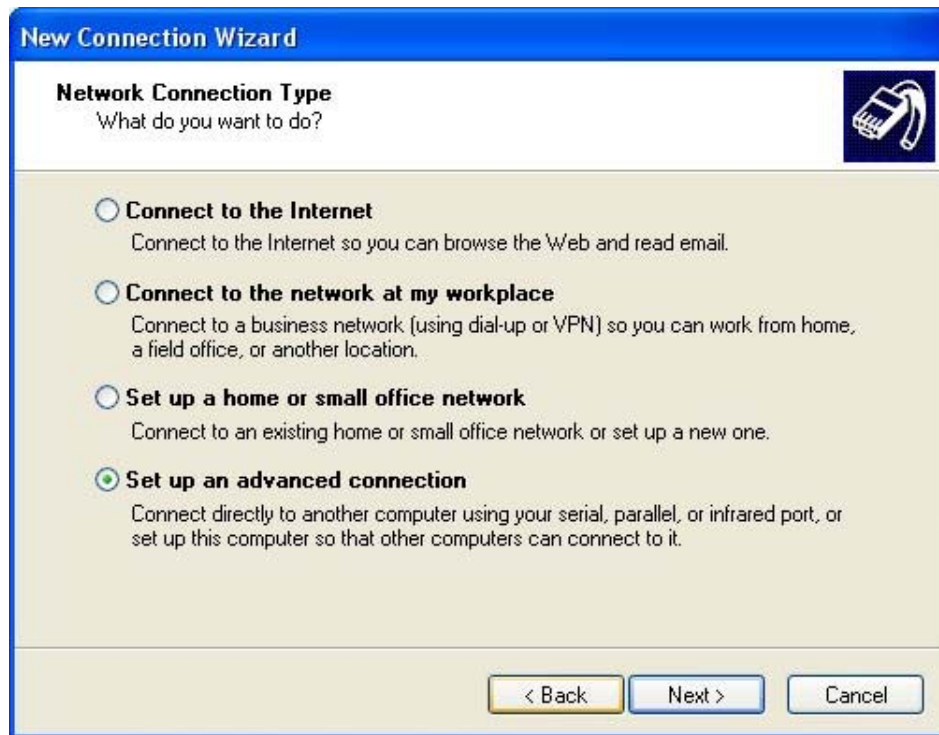 New Connection Wizard
Network Connection Type
What do you want to do?
Connect to the Internet
Connect to the Internet so you can browse the Web and read email.
Connect to the network at my workplace
Connect to a business network (using dial-up or VPN) so you can work from home,
a field office, or another location.
Set up a home or small office network
Connect to an existing home or small office network or set up a new one.
Set up an advanced connection
Connect directly to another computer using your serial, parallel, or infrared port, or
set up this computer so that other computers can connect to it.
< Back Next > Cancel